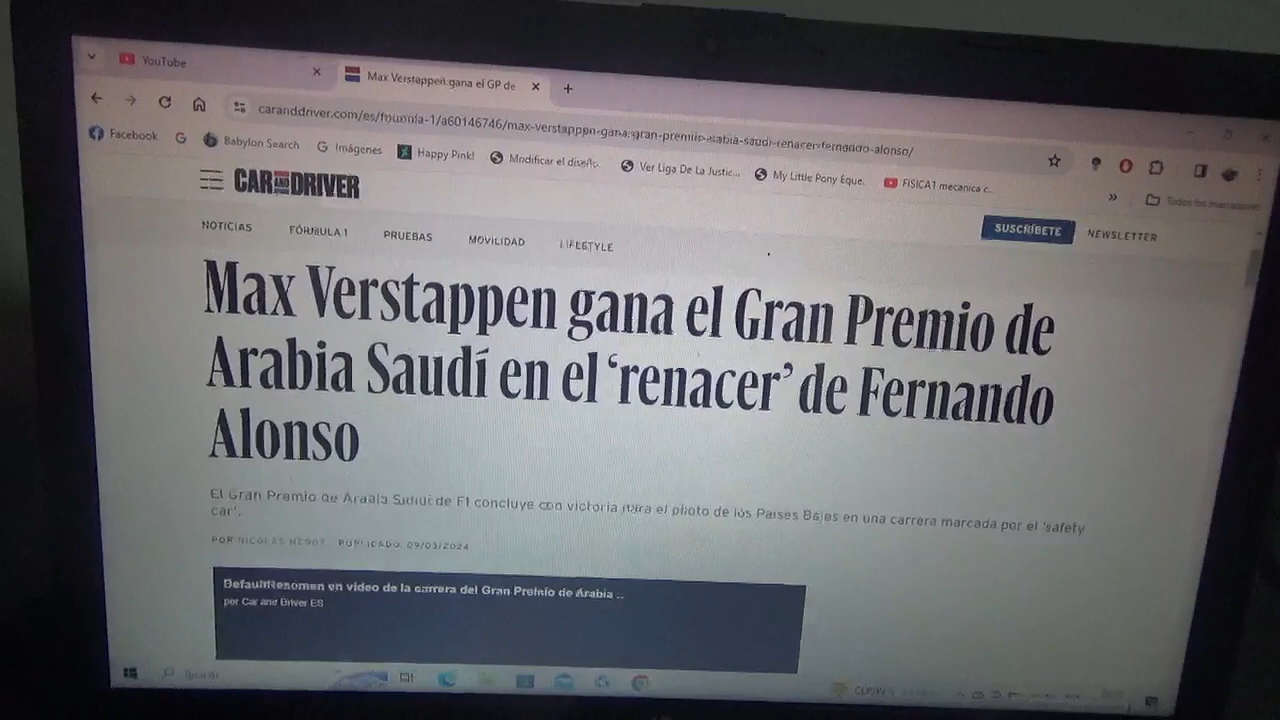 YouTube
Max Verstappen gana el GP de
caranddriver.com/es/formula-1/a60146746/max-verstappen-gana-gran-premio-arabia-saudi-renacer-fernando-alonso/
Facebook
Babylon Search
Imágenes
Happy Pink!
Modificar el diseño.
Ver Liga De La Justic...
My Little Pony Eque.
FISICA1 mecanica c..
»
Todos los marcadores
CAR AND DRIVER
NOTICIAS
FÓRMULA 1
PRUEBAS
MOVILIDAD
LIFESTYLE
SUSCRÍBETE
NEWSLETTER
Max Verstappen gana el Gran Premio de
Arabia Saudí en el ‘renacer’ de Fernando
Alonso
El Gran Premio de Arabia Saudí de F1 concluye con victoria para el piloto de los Países Bajos en una carrera marcada por el 'safety
car'.
POR NICOLÁS PUBLICADO: 09/03/2024
DefaultResumen en vídeo de la carrera del Gran Premio de Arabia ...
por Car and Driver ES